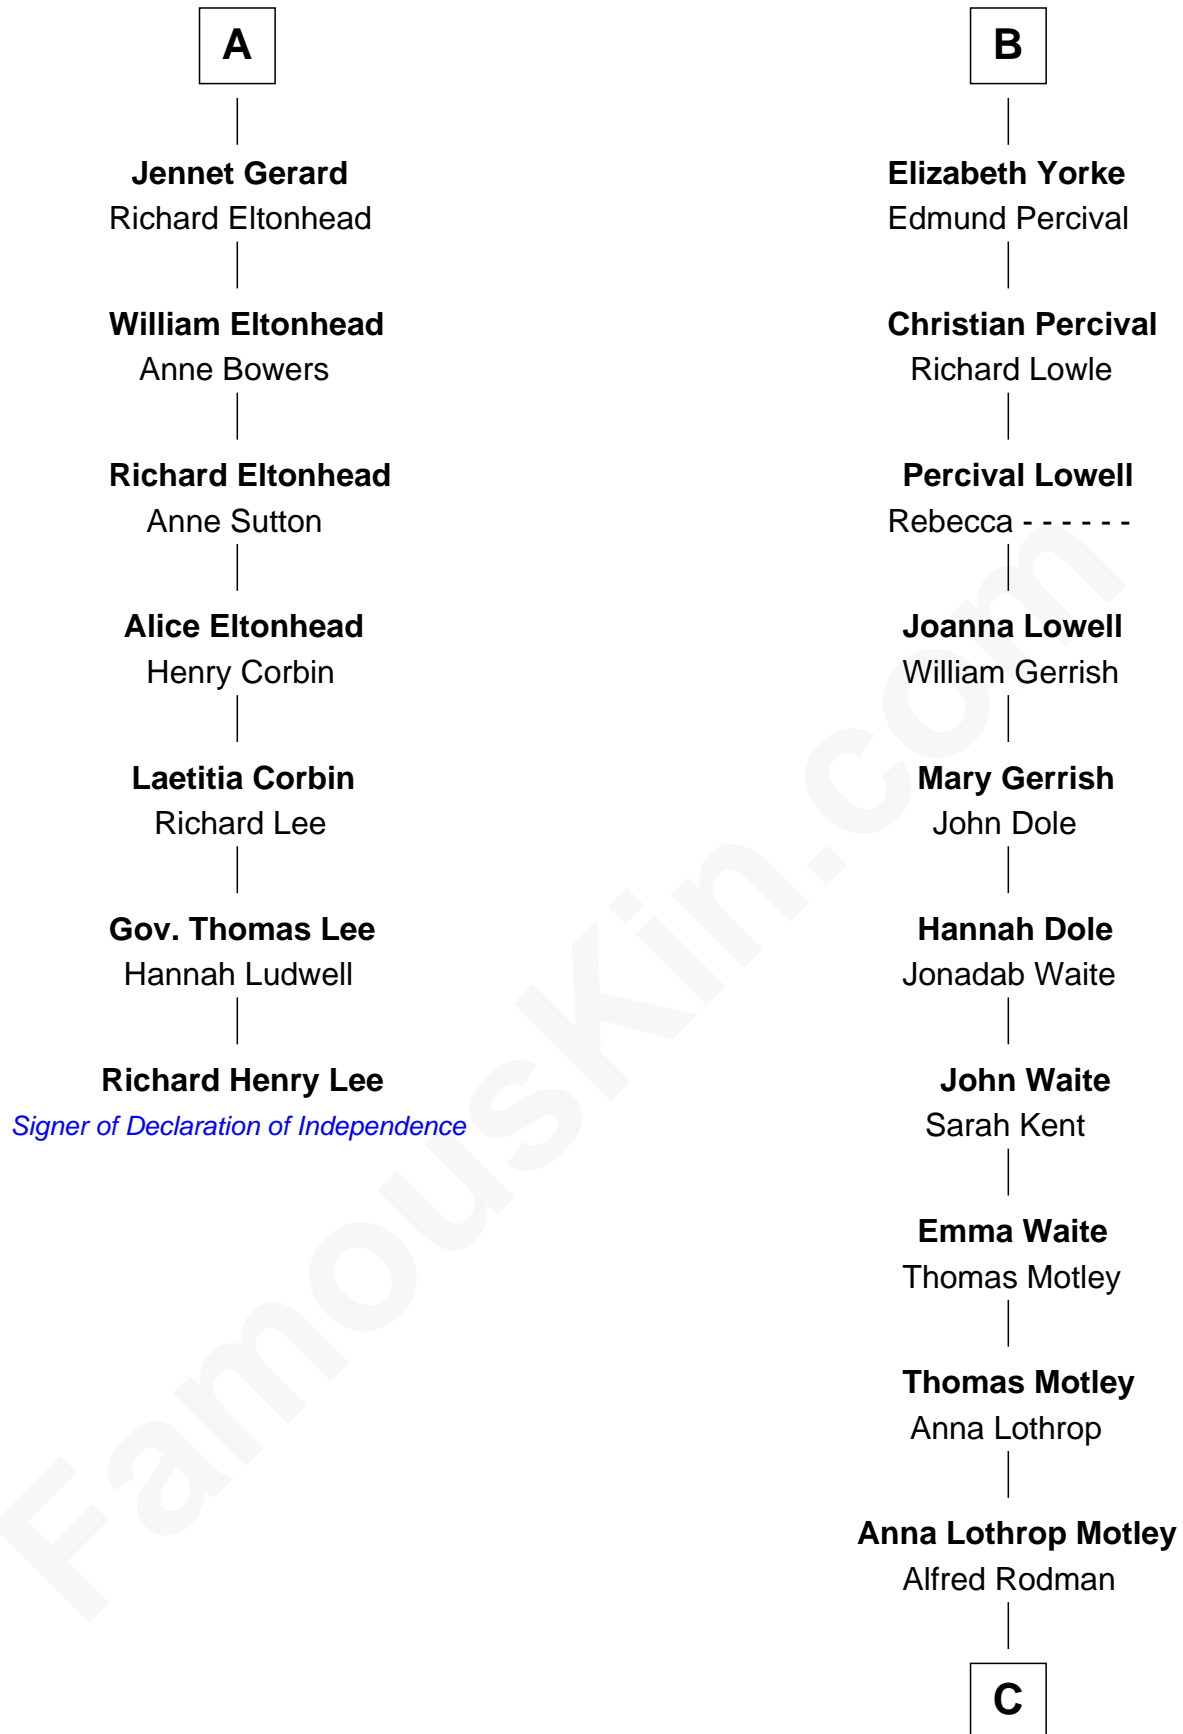 A
Jennet Gerard
Richard Eltonhead
William Eltonhead
Anne Bowers
Richard Eltonhead
Anne Sutton
Alice Eltonhead
Henry Corbin
Laetitia Corbin
Richard Lee
Gov. Thomas Lee
Hannah Ludwell
Richard Henry Lee
Signer of Declaration of Independence
B
Elizabeth Yorke
Edmund Percival
Christian Percival
Richard Lowle
Percival Lowell
Rebecca - - - - - -
Joanna Lowell
William Gerrish
Mary Gerrish
John Dole
Hannah Dole
Jonadab Waite
John Waite
Sarah Kent
Emma Waite
Thomas Motley
Thomas Motley
Anna Lothrop
Anna Lothrop Motley
Alfred Rodman
C
FamousKin.com